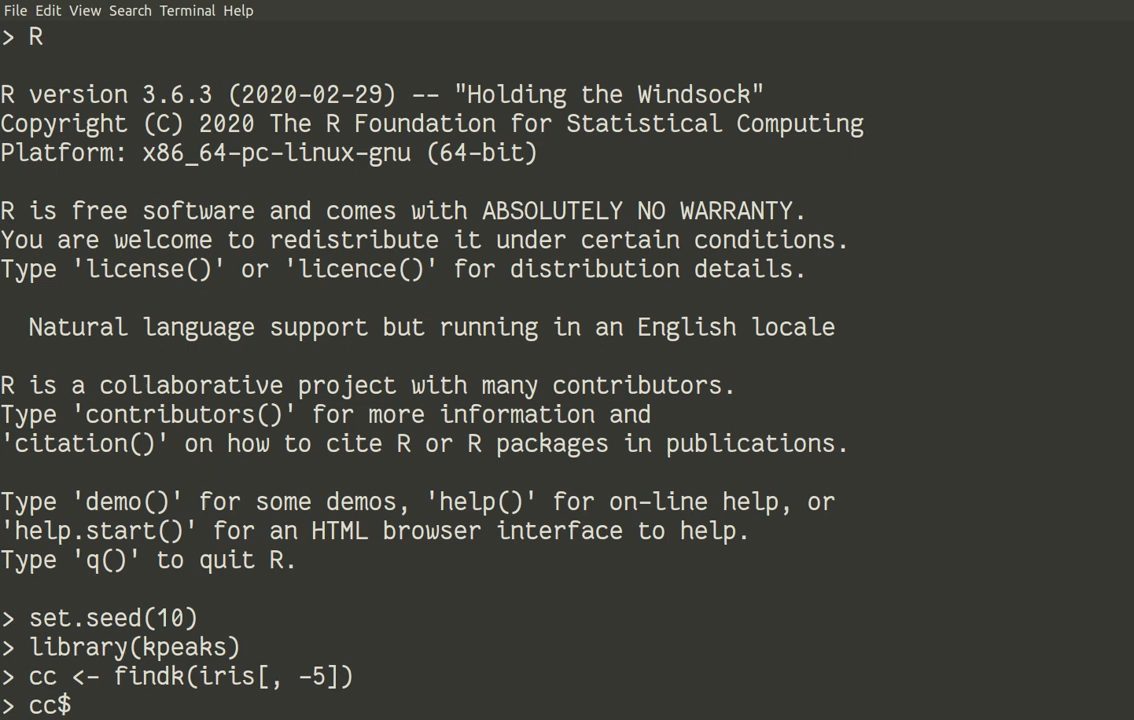 File Edit View Search Terminal Help
> R
R version 3.6.3 (2020-02-29) -- "Holding the Windsock"
Copyright (C) 2020 The R Foundation for Statistical Computing
Platform: x86_64-pc-linux-gnu (64-bit)
R is free software and comes with ABSOLUTELY NO WARRANTY.
You are welcome to redistribute it under certain conditions.
Type 'license()' or 'licence()' for distribution details.
Natural language support but running in an English locale
R is a collaborative project with many contributors.
Type 'contributors()' for more information and
'citation()' on how to cite R or R packages in publications.
Type 'demo()' for some demos, 'help()' for on-line help, or
'help.start()' for an HTML browser interface to help.
Type 'q()' to quit R.
> set.seed(10)
> library(kpeaks)
> cc <- findk(iris[, -5])
> cc$